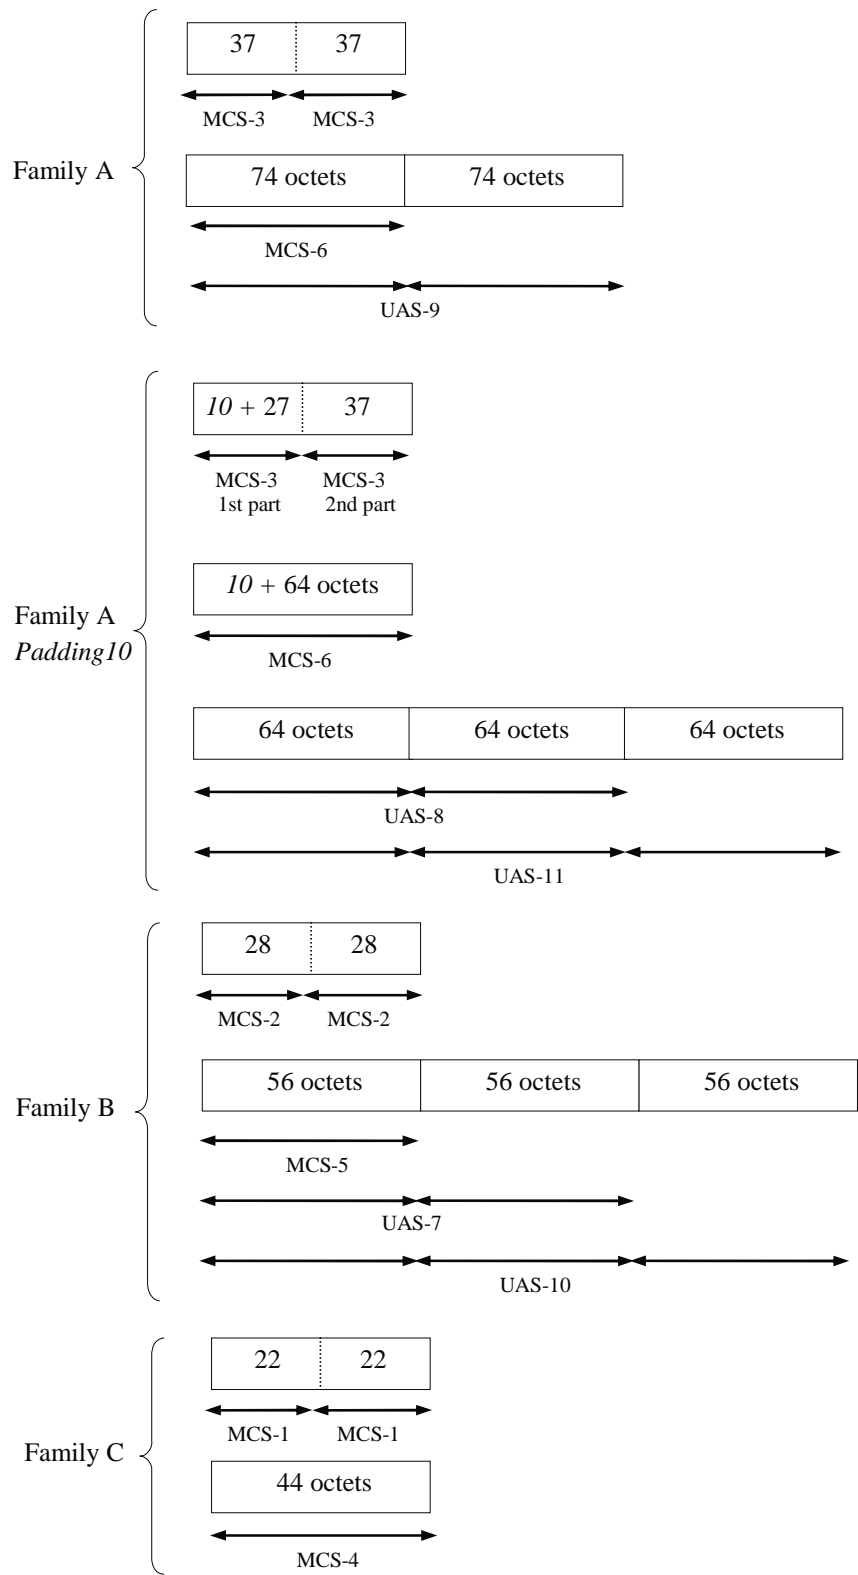 37 37
MCS-3 MCS-3
Family A
74 octets 74 octets
MCS-6
UAS-9
10 + 27 37
MCS-3 MCS-3
1st part 2nd part
10 + 64 octets
Family A
Padding10
MCS-6
64 octets 64 octets 64 octets
UAS-8
UAS-11
28 28
MCS-2 MCS-2
56 octets 56 octets 56 octets
Family B
MCS-5
UAS-7
UAS-10
22 22
MCS-1 MCS-1
Family C
44 octets
MCS-4